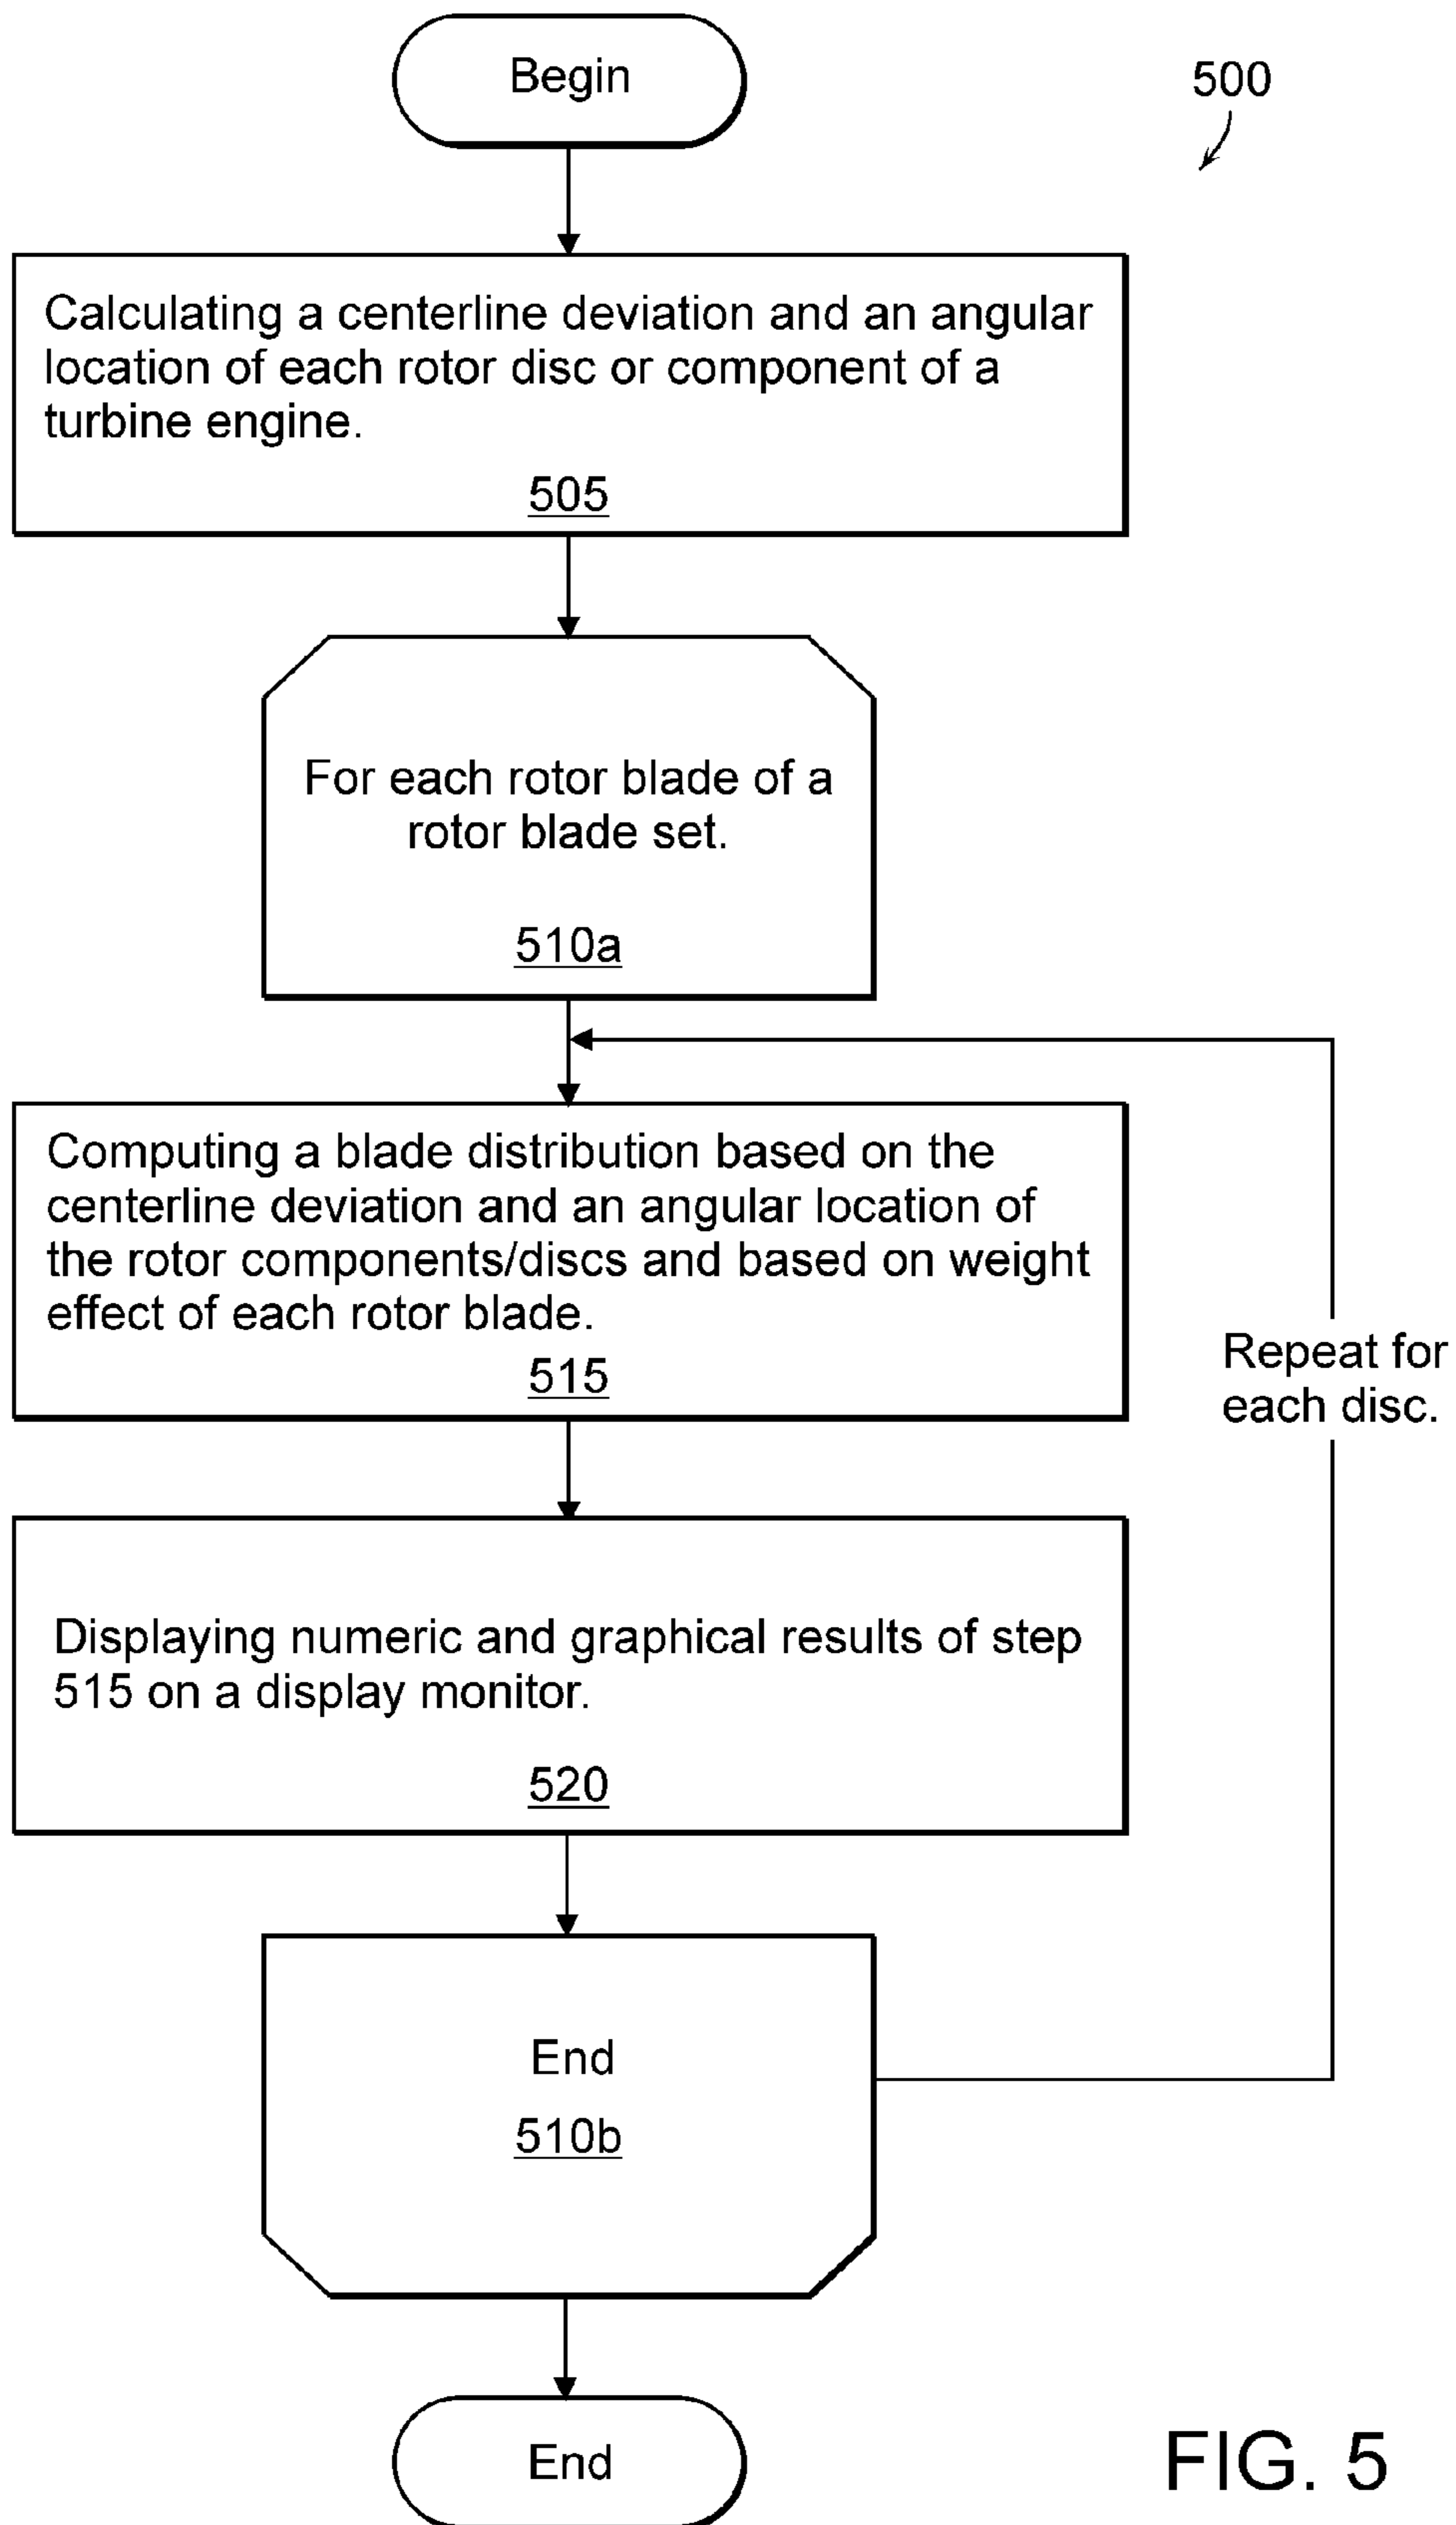 Begin
500
Calculating a centerline deviation and an angular
location of each rotor disc or component of a
turbine engine.
505
For each rotor blade of a
rotor blade set.
510a
Computing a blade distribution based on the
centerline deviation and an angular location of
the rotor components/discs and based on weight
effect of each rotor blade.
515
Repeat for
each disc.
Displaying numeric and graphical results of step
515 on a display monitor.
520
End
510b
End
FIG. 5